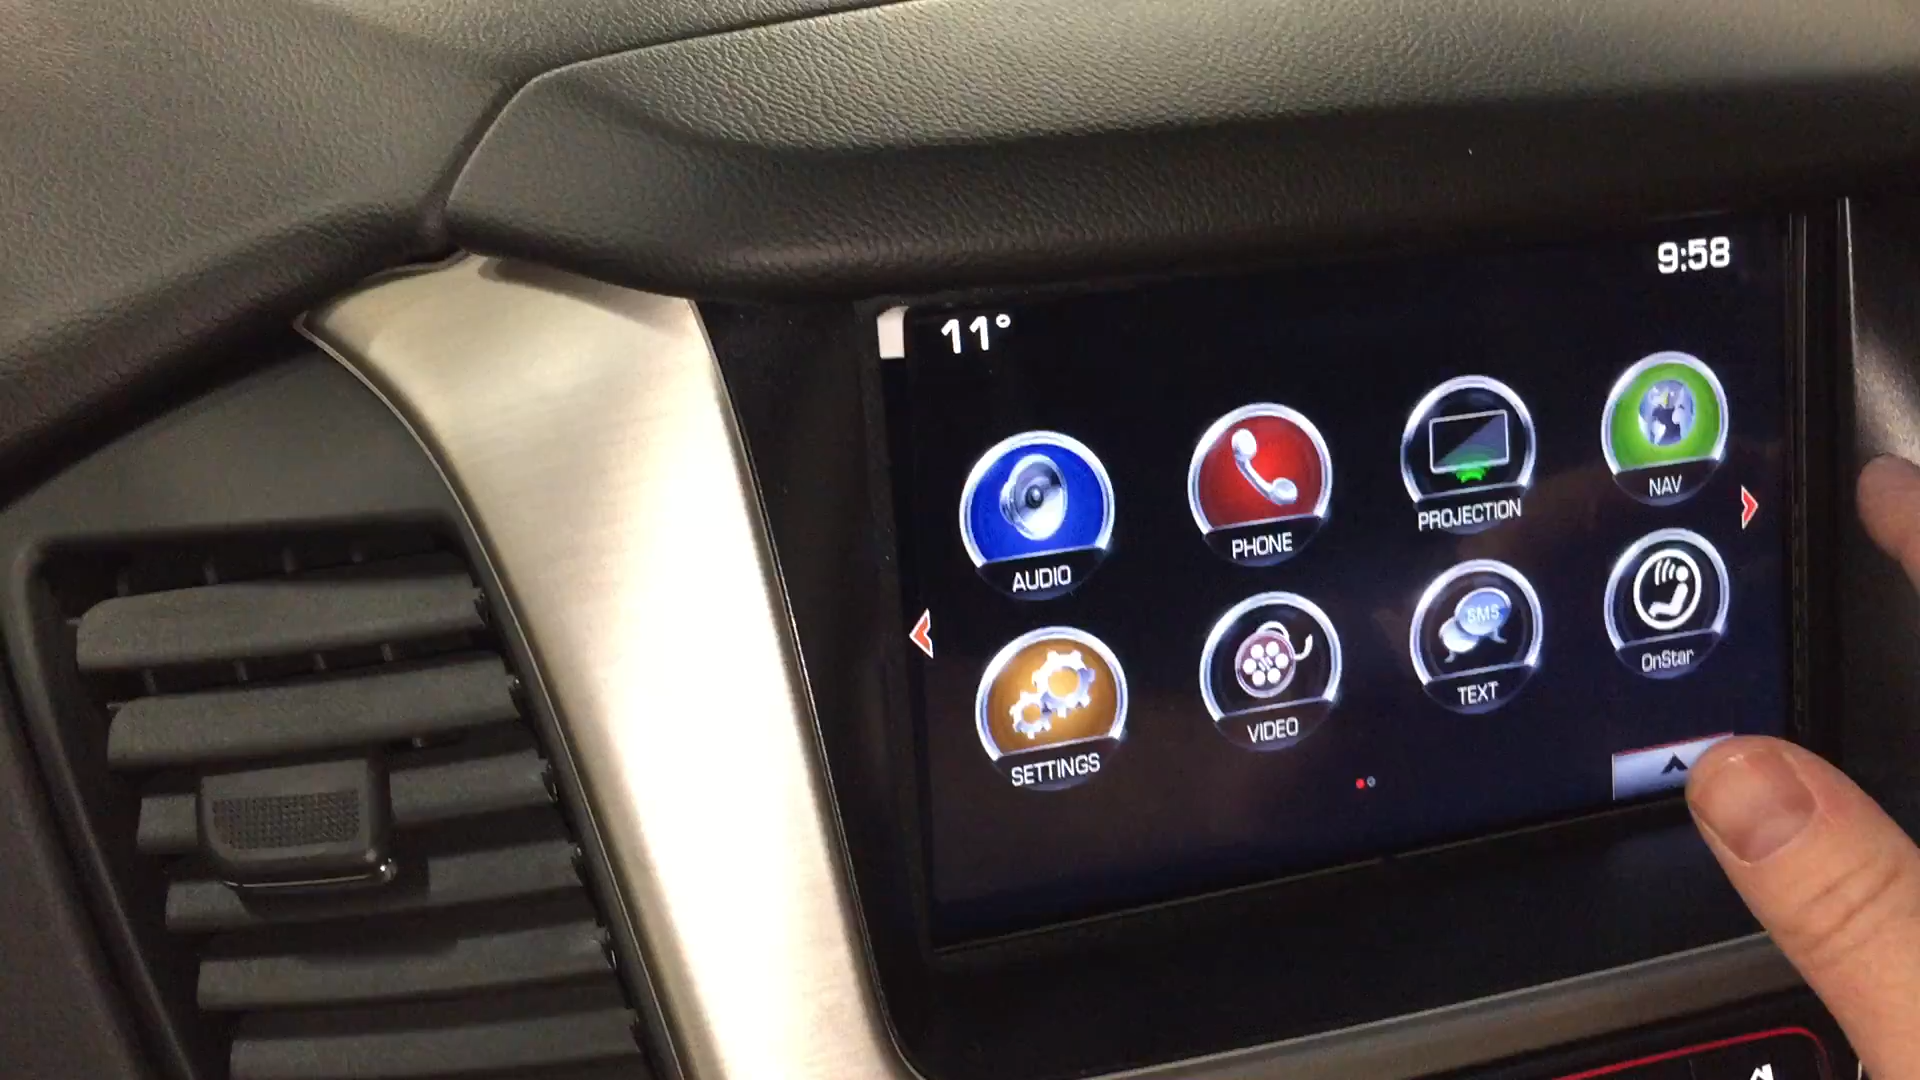 9:58
11°
AUDIO
PHONE
PROJECTION
NAV
SETTINGS
VIDEO
SMS
TEXT
OnStar